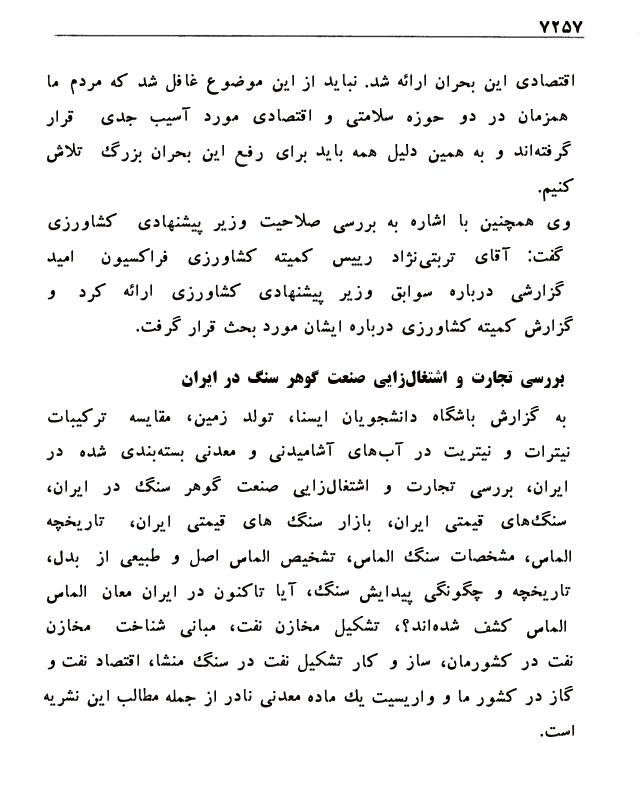 ۷۲۵۷
اقتصادی این بحران ارائه شد. نباید از این موضوع غافل شد که مردم ما
همزمان در دو حوزه سلامتی و اقتصادی مورد آسیب جدی قرار
گرفته‌اند و به همین دلیل همه باید برای رفع این بحران بزرگ تلاش
کنیم.
وی همچنین با اشاره به بررسی صلاحیت وزیر پیشنهادی کشاورزی
گفت: آقای تربتی‌نژاد رییس کمیته کشاورزی فراکسیون امید
گزارشی درباره سوابق وزیر پیشنهادی کشاورزی ارائه کرد و
گزارش کمیته کشاورزی درباره ایشان مورد بحث قرار گرفت.
بررسی تجارت و اشتغال‌زایی صنعت گوهر سنگ در ایران
به گزارش باشگاه دانشجویان ایسنا، تولد زمین، مقایسه ترکیبات
نیترات و نیتریت در آب‌های آشامیدنی و معدنی بسته‌بندی شده در
ایران، بررسی تجارت و اشتغال‌زایی صنعت گوهر سنگ در ایران،
سنگ‌های قیمتی ایران، بازار سنگ های قیمتی ایران، تاریخچه
الماس، مشخصات سنگ الماس، تشخیص الماس اصل و طبیعی از بدل،
تاریخچه و چگونگی پیدایش سنگ، آیا تاکنون در ایران معان الماس
الماس کشف شده‌اند؟، تشکیل مخازن نفت، مبانی شناخت مخازن
نفت در کشورمان، ساز و کار تشکیل نفت در سنگ منشا، اقتصاد نفت و
گاز در کشور ما و واریسیت یك ماده معدنی نادر از جمله مطالب این نشریه
است.